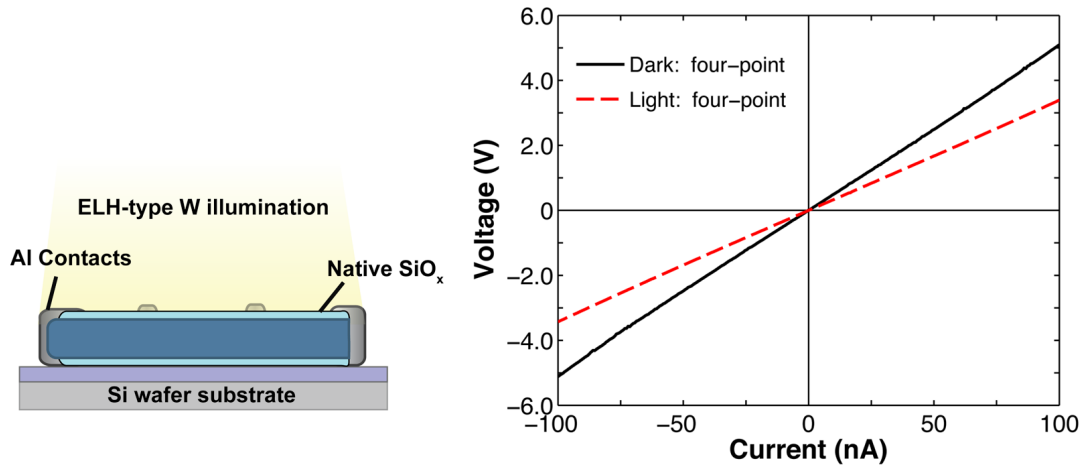 ELH-type W illumination
Al Contacts
Native SiOₓ
Si wafer substrate
6.0
4.0
2.0
0
−2.0
−4.0
−6.0
Voltage (V)
Dark: four−point
Light: four−point
−100
−50
0
50
100
Current (nA)